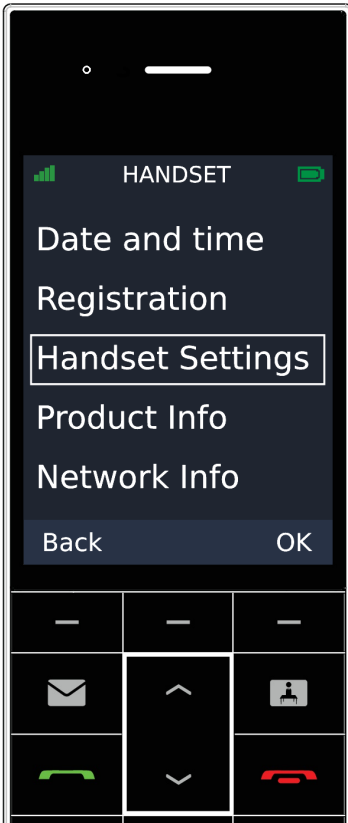 HANDSET
Date and time
Registration
Handset Settings
Product Info
Network Info
Back OK